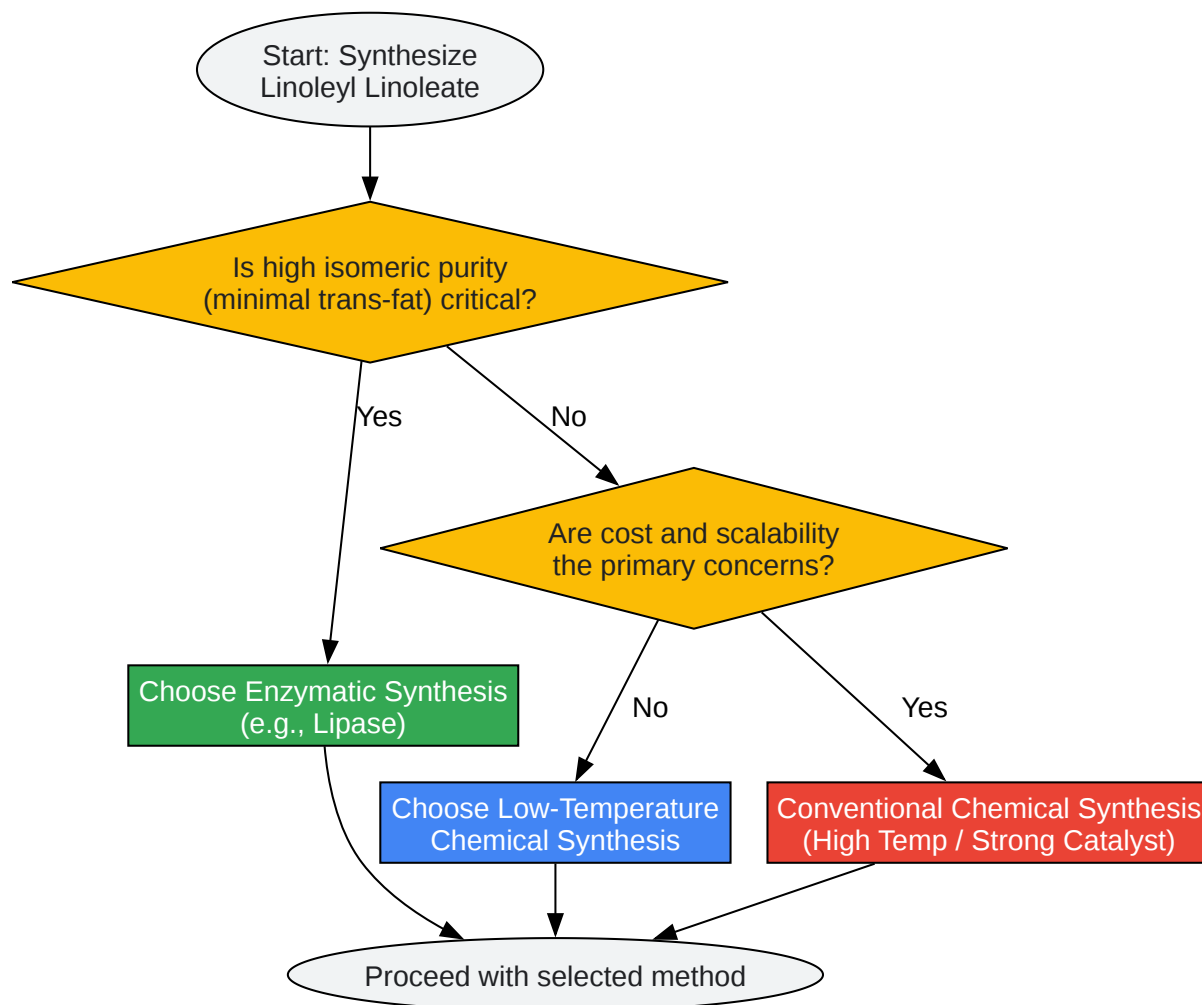 Start: Synthesize
Linoleyl Linoleate
Is high isomeric purity
(minimal trans-fat) critical?
Yes
No
Are cost and scalability
the primary concerns?
Choose Enzymatic Synthesis
(e.g., Lipase)
No
Yes
Choose Low-Temperature
Chemical Synthesis
Conventional Chemical Synthesis
(High Temp / Strong Catalyst)
Proceed with selected method